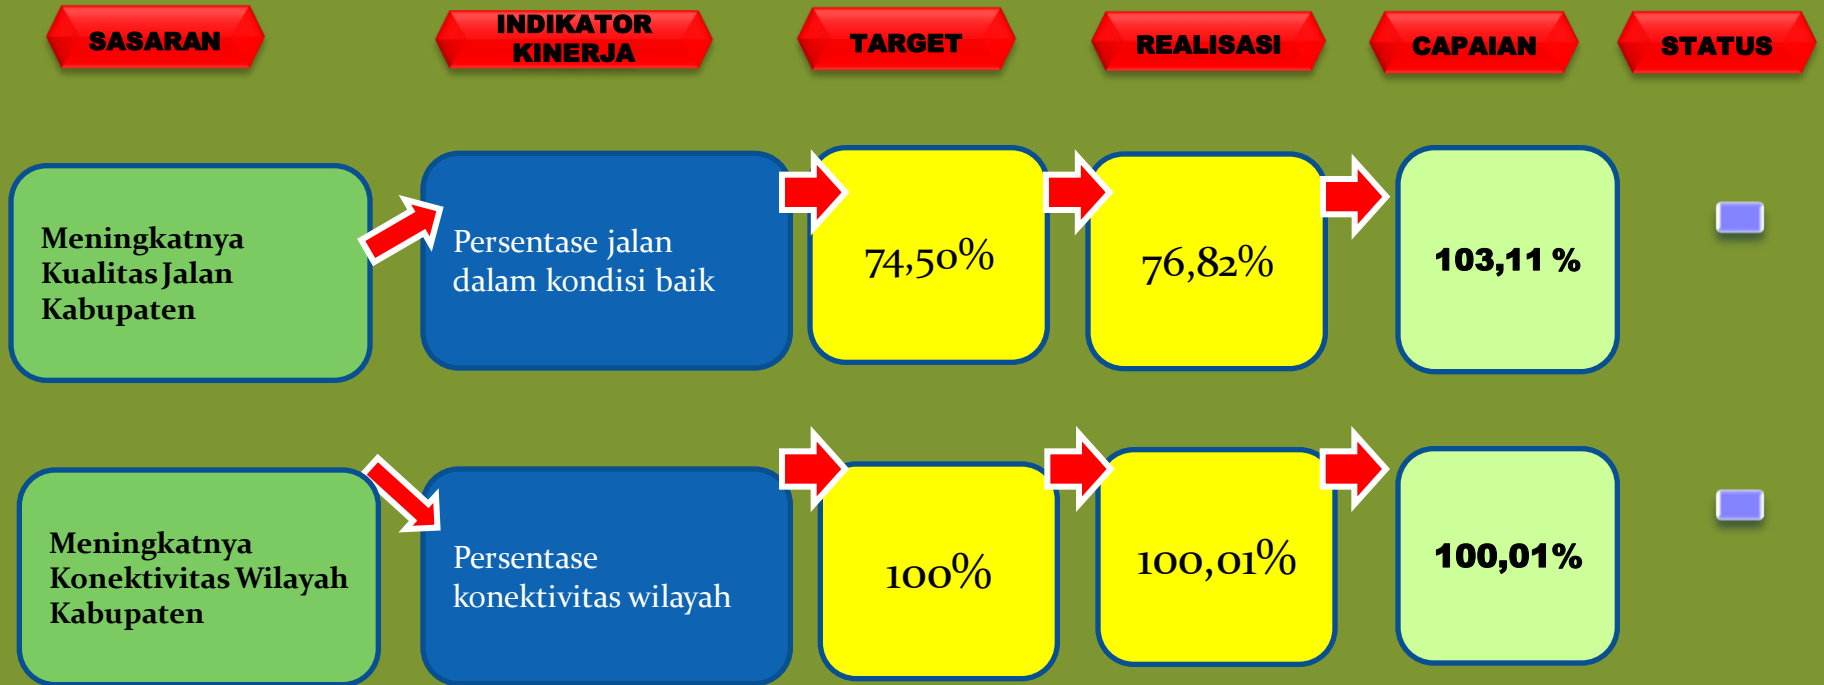 SASARAN
INDIKATOR
KINERJA
TARGET
REALISASI
CAPAIAN
STATUS
Meningkatnya
Kualitas Jalan
Kabupaten
Persentase jalan
dalam kondisi baik
74,50%
76,82%
103,11 %
Meningkatnya
Konektivitas Wilayah
Kabupaten
Persentase
konektivitas wilayah
100%
100,01%
100,01%